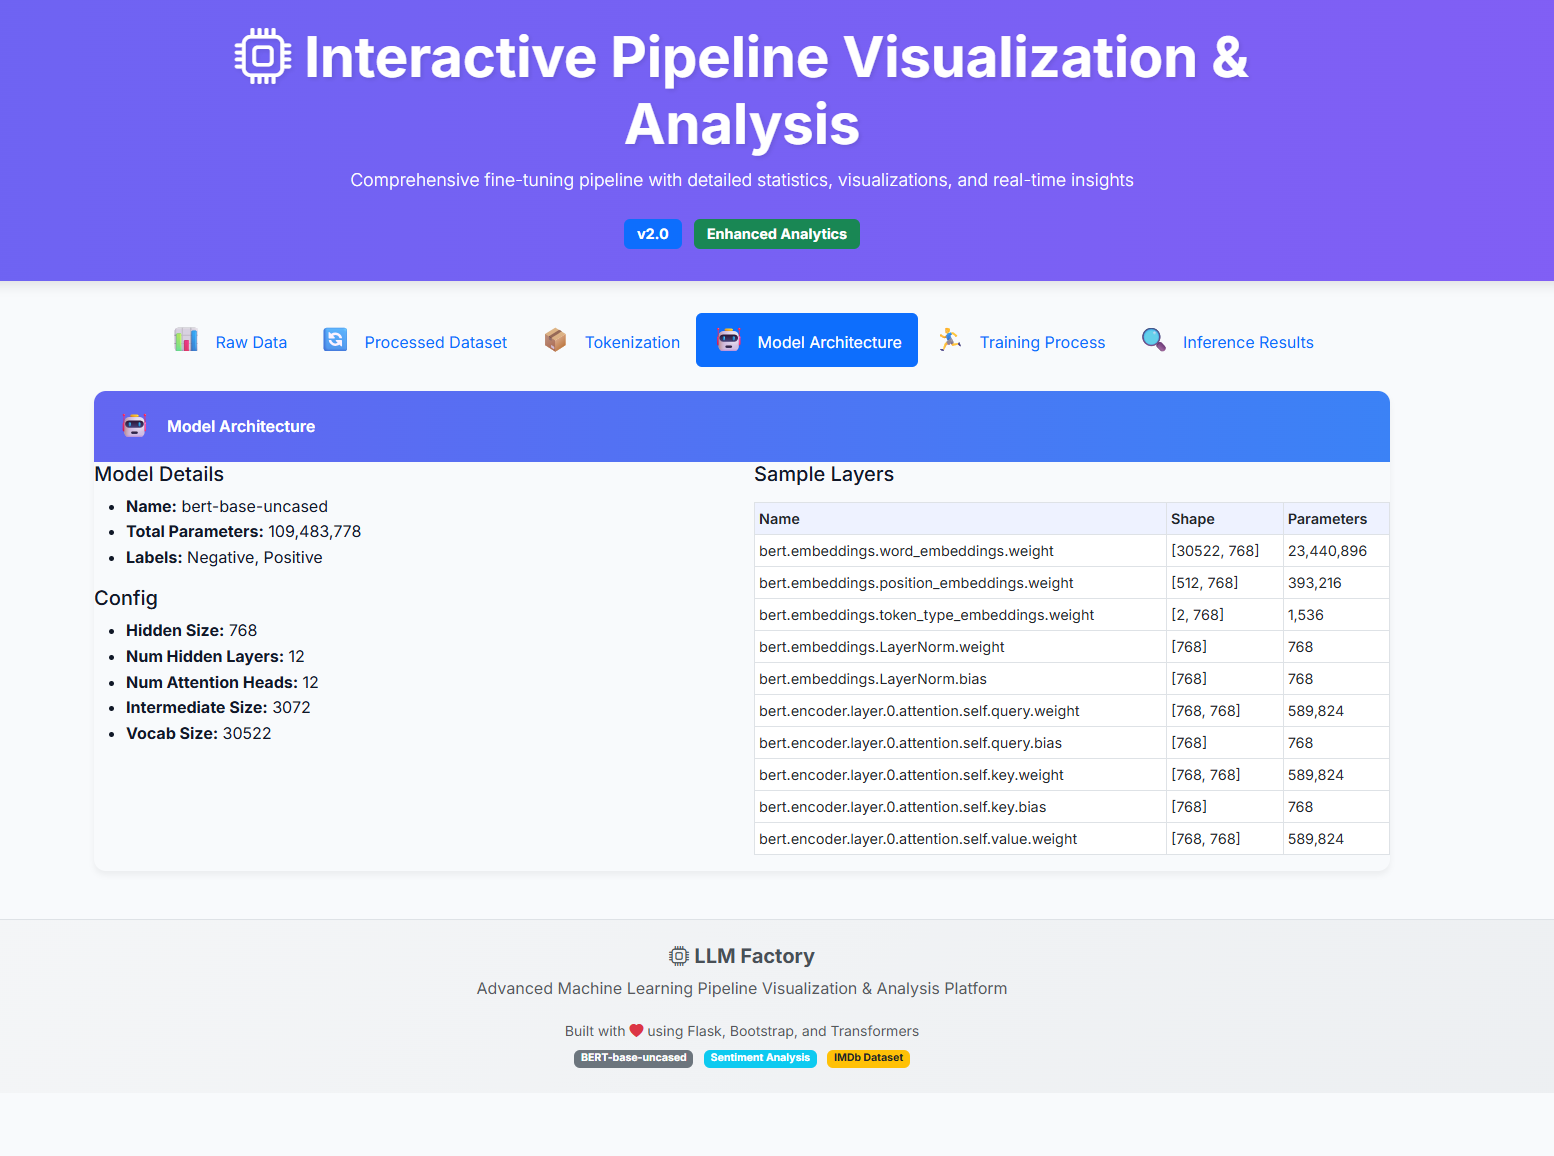 Interactive Pipeline Visualization &
Analysis
Comprehensive fine-tuning pipeline with detailed statistics, visualizations, and real-time insights
v2.0 Enhanced Analytics
Raw Data Processed Dataset Tokenization Model Architecture Training Process Inference Results
Model Architecture
Model Details
• Name: bert-base-uncased
• Total Parameters: 109,483,778
• Labels: Negative, Positive
Config
• Hidden Size: 768
• Num Hidden Layers: 12
• Num Attention Heads: 12
• Intermediate Size: 3072
• Vocab Size: 30522
Sample Layers
Name Shape Parameters
bert.embeddings.word_embeddings.weight [30522, 768] 23,440,896
bert.embeddings.position_embeddings.weight [512, 768] 393,216
bert.embeddings.token_type_embeddings.weight [2, 768] 1,536
bert.embeddings.LayerNorm.weight [768] 768
bert.embeddings.LayerNorm.bias [768] 768
bert.encoder.layer.0.attention.self.query.weight [768, 768] 589,824
bert.encoder.layer.0.attention.self.query.bias [768] 768
bert.encoder.layer.0.attention.self.key.weight [768, 768] 589,824
bert.encoder.layer.0.attention.self.key.bias [768] 768
bert.encoder.layer.0.attention.self.value.weight [768, 768] 589,824
LLM Factory
Advanced Machine Learning Pipeline Visualization & Analysis Platform
Built with ❤ using Flask, Bootstrap, and Transformers
BERT-base-uncased Sentiment Analysis IMDb Dataset